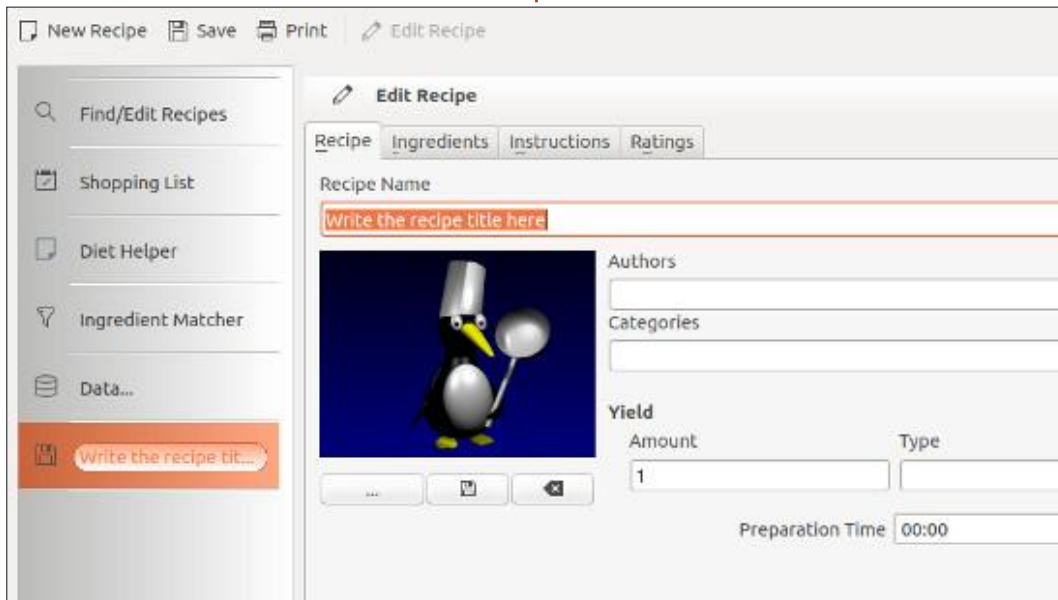 New Recipe Save Print Edit Recipe
Find/Edit Recipes
Shopping List
Diet Helper
Ingredient Matcher
Data...
Write the recipe tit...
Edit Recipe
Recipe Ingredients Instructions Ratings
Recipe Name
Write the recipe title here
Authors
Categories
Yield
Amount Type
1
...
Preparation Time 00:00